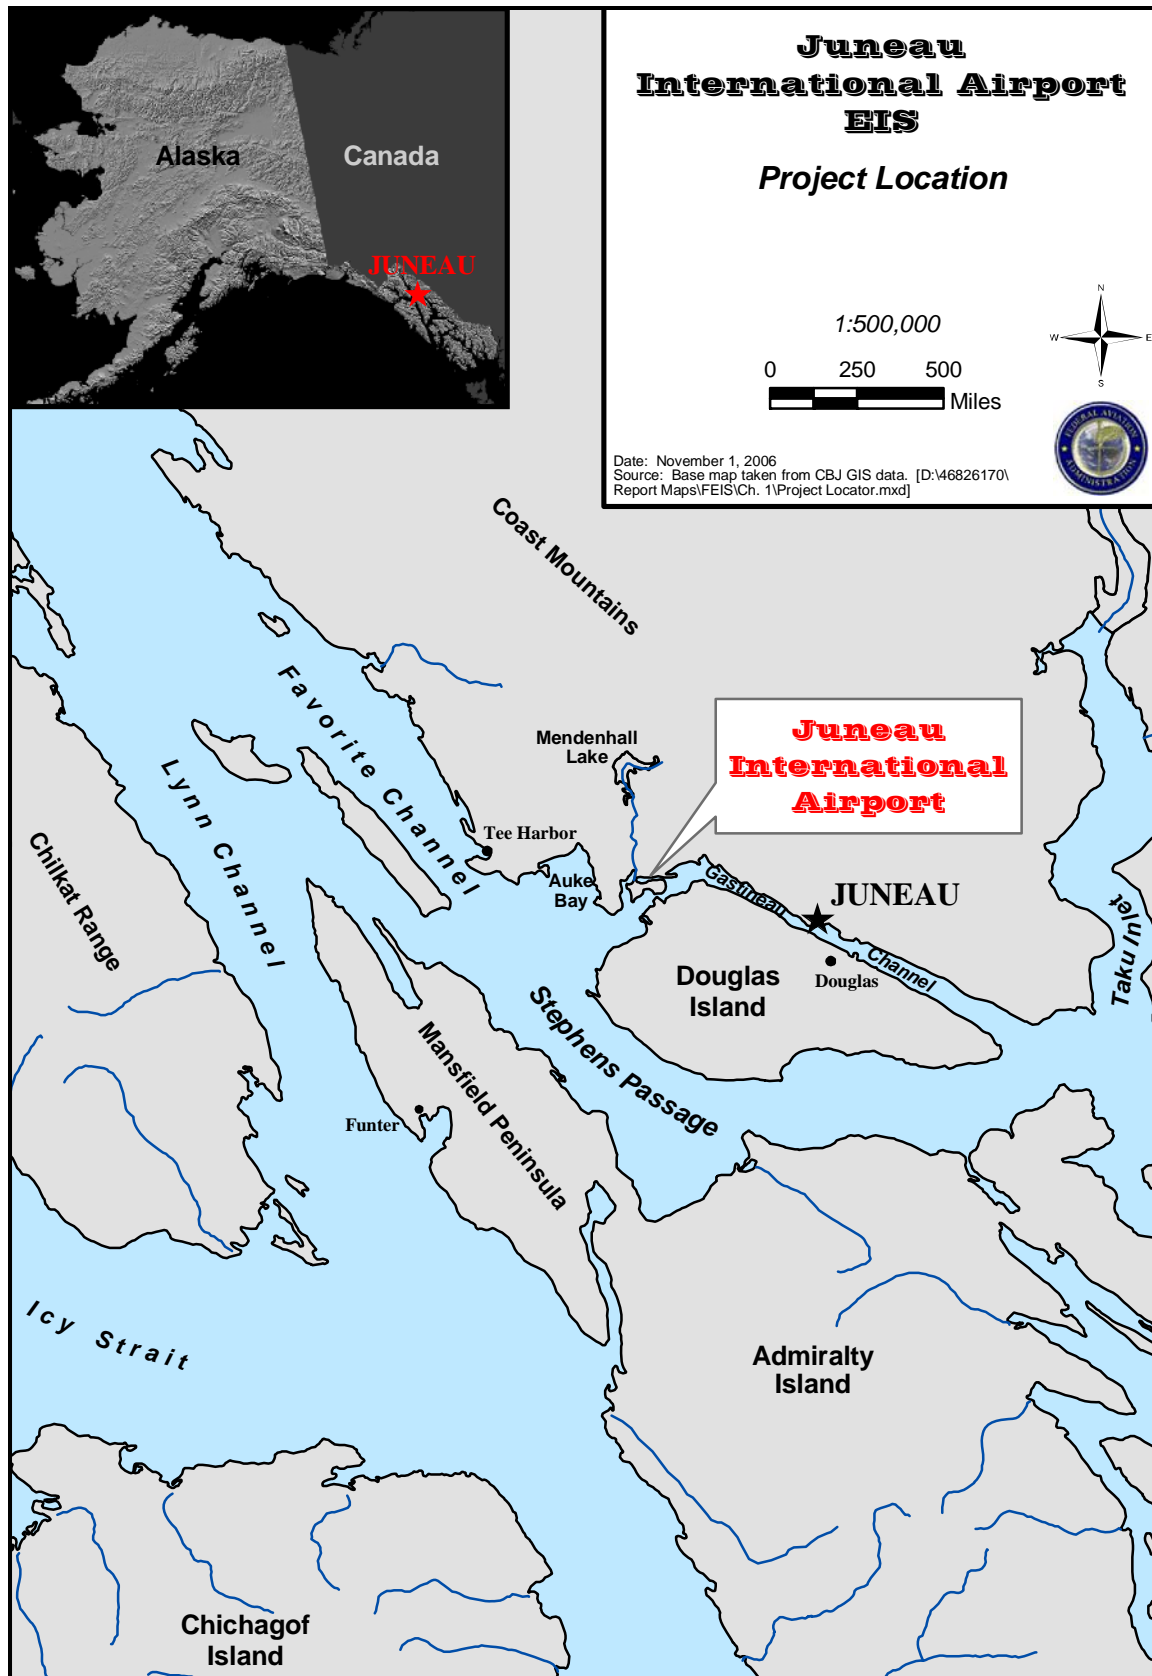 Juneau
International Airport
EIS
Project Location
1:500,000
0 250 500
Miles
N
W E
S
FEDERAL AVIATION
ADMINISTRATION
Date: November 1, 2006
Source: Base map taken from CBJ GIS data. [D:\46826170\
Report Maps\FEIS\Ch. 1\Project Locator.mxd]
Alaska
Canada
JUNEAU
Coast Mountains
Favorite Channel
Lynn Channel
Chilkat Range
Mendenhall
Lake
Juneau
International
Airport
Tee Harbor
Auke
Bay
Gastineau
Channel
JUNEAU
Douglas
Douglas
Island
Taku Inlet
Stephens Passage
Mansfield Peninsula
Funter
Icy Strait
Admiralty
Island
Chichagof
Island